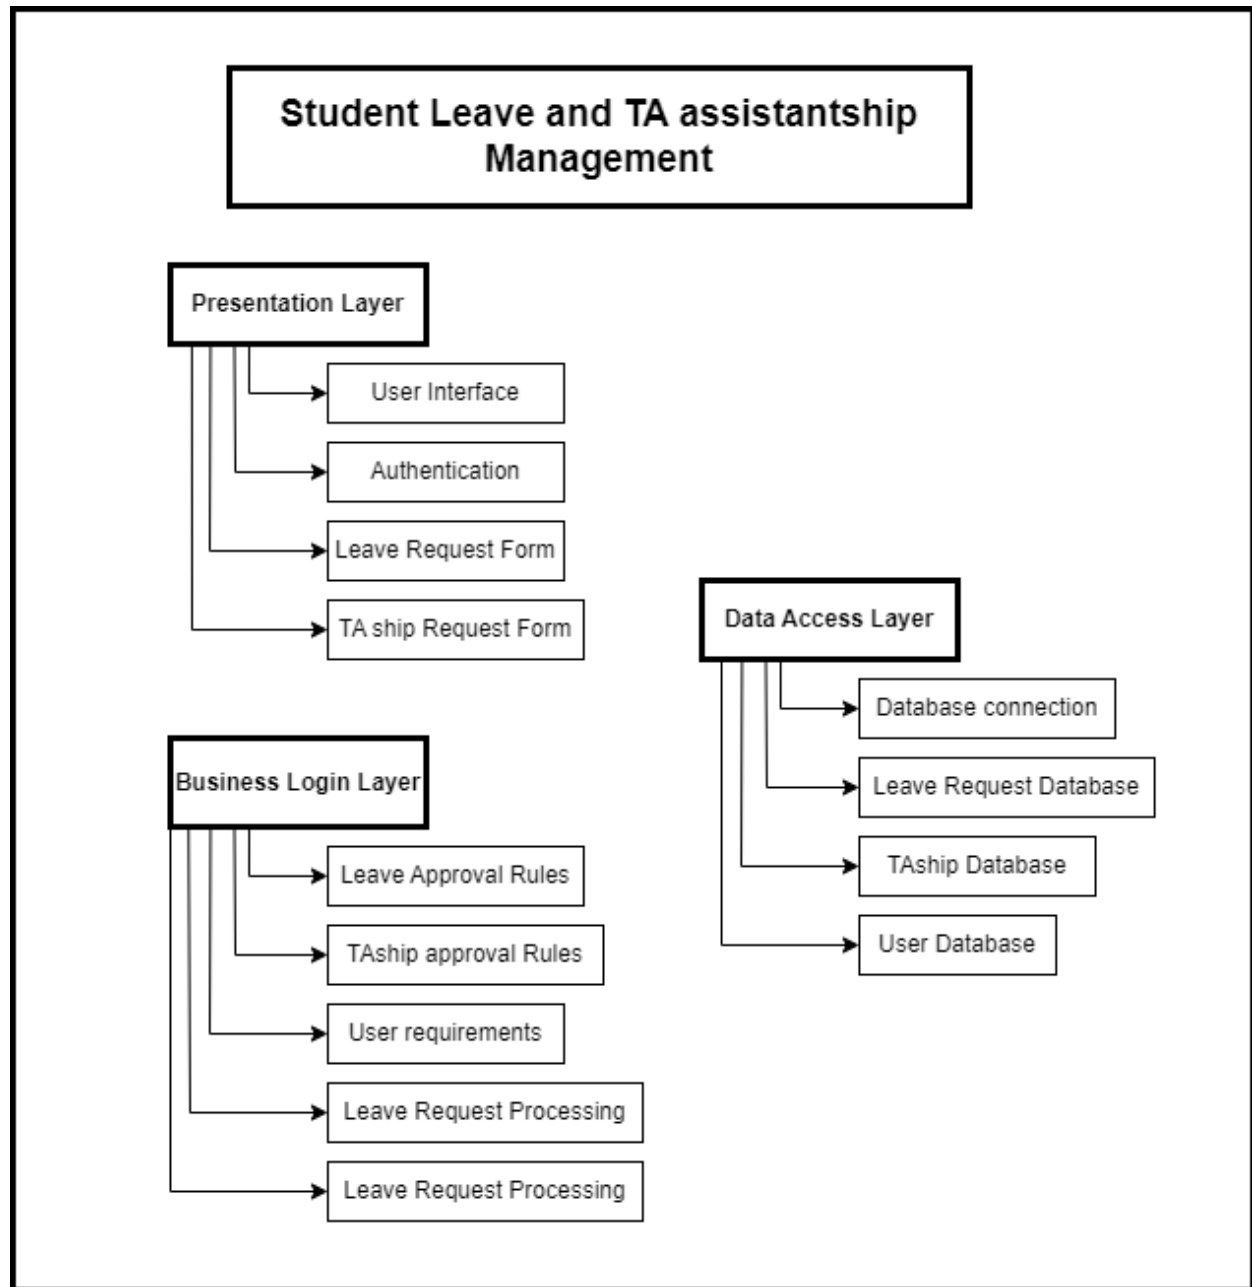 Student Leave and TA assistantship
Management
Presentation Layer
User Interface
Authentication
Leave Request Form
TA ship Request Form
Business Login Layer
Leave Approval Rules
TAship approval Rules
User requirements
Leave Request Processing
Leave Request Processing
Data Access Layer
Database connection
Leave Request Database
TAship Database
User Database